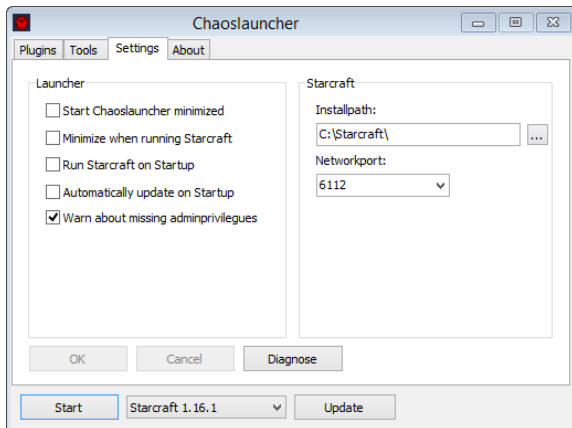 Chaoslauncher
Plugins Tools Settings About
Launcher
Start Chaoslauncher minimized
Minimize when running Starcraft
Run Starcraft on Startup
Automatically update on Startup
Warn about missing adminprivilegues
Starcraft
Installpath:
C:\Starcraft\
...
Networkport:
6112
OK Cancel Diagnose
Start Starcraft 1.16.1 Update